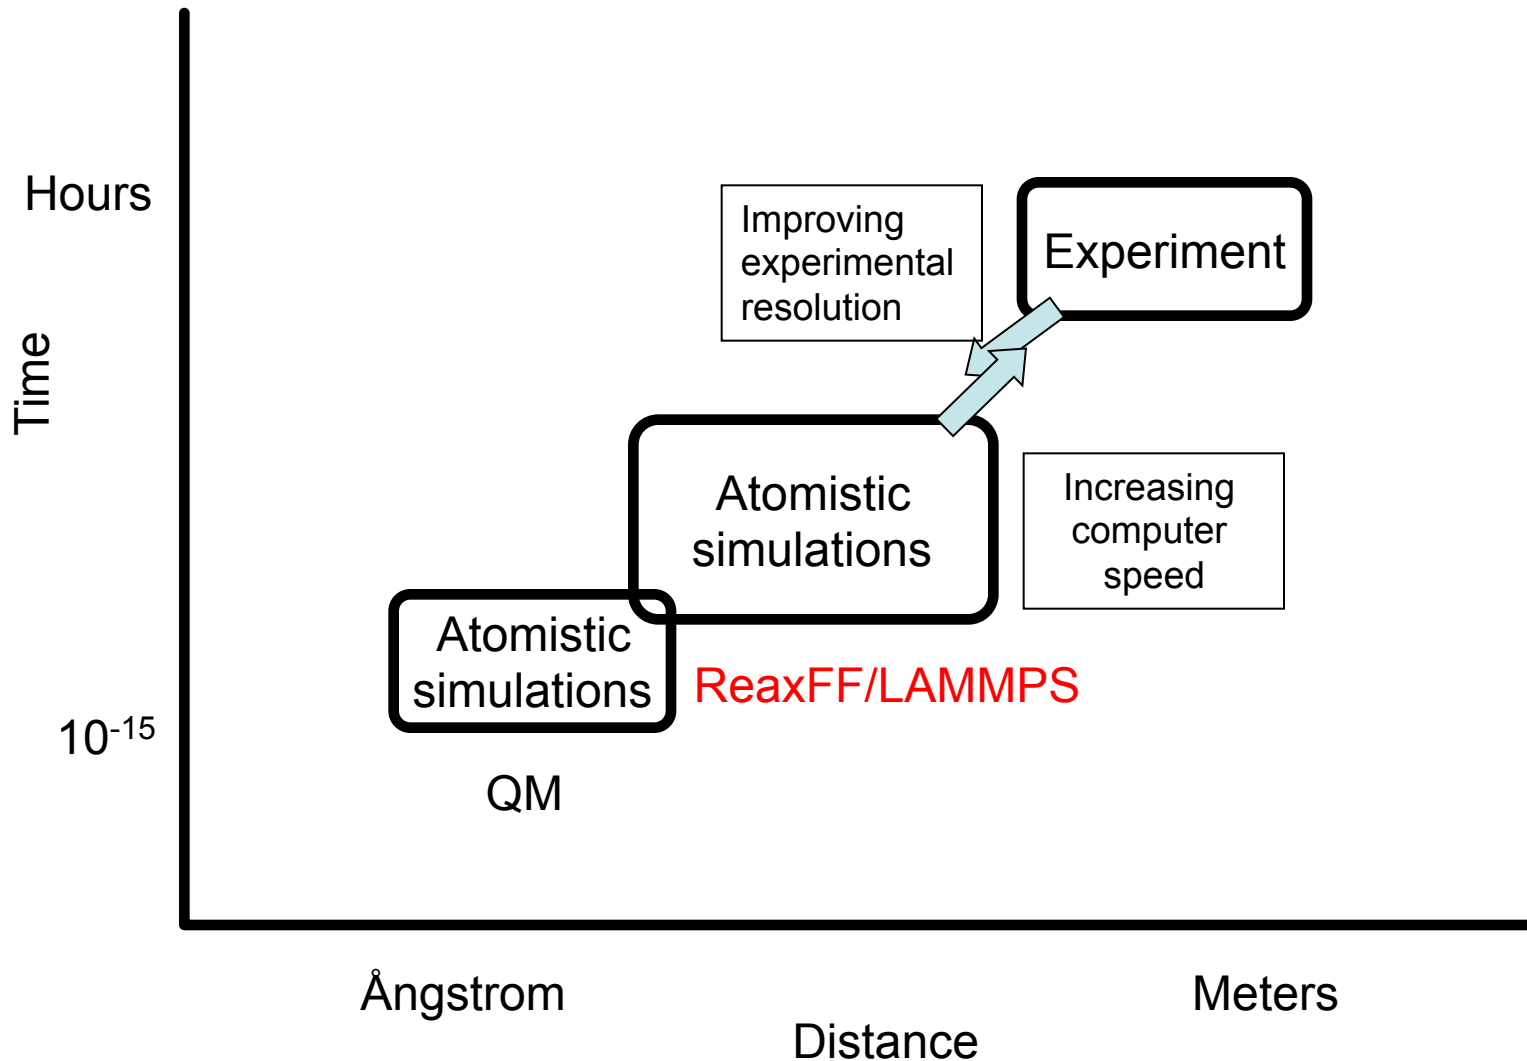 Hours
Improving
experimental
resolution
Experiment
Time
Atomistic
simulations
Increasing
computer
speed
Atomistic
simulations
ReaxFF/LAMMPS
10⁻¹⁵
QM
Ångstrom
Meters
Distance